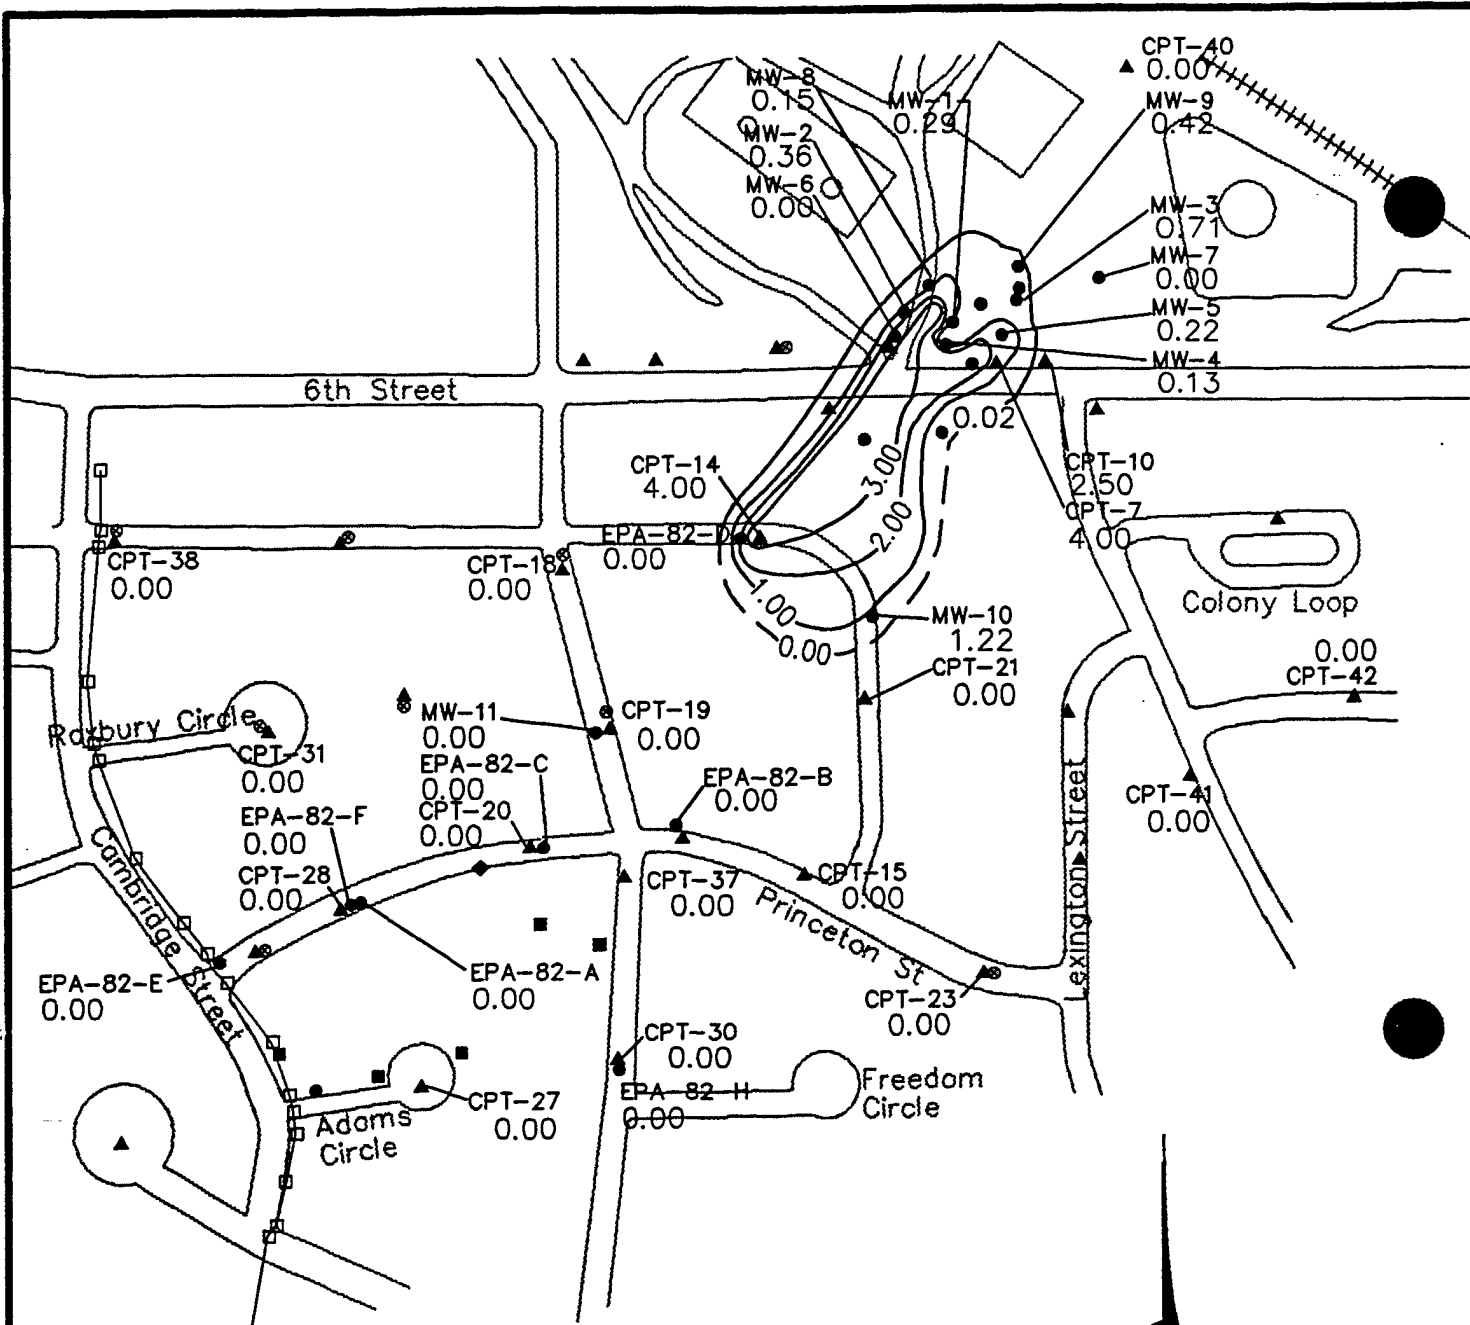 CPT-40
0.00
MW-8
0.15
MW-1
0.29
MW-9
0.42
MW-2
0.36
MW-6
0.00
MW-3
0.71
MW-7
0.00
MW-5
0.22
MW-4
0.13
6th Street
0.02
CPT-14
4.00
3.00
CPT-10
2.50
CPT-7
4.00
2.00
EPA-82-D
0.00
CPT-38
0.00
CPT-18
0.00
1.00
0.00
Colony Loop
MW-10
1.22
CPT-21
0.00
0.00
CPT-42
Roxbury Circle
MW-11
0.00
CPT-19
0.00
CPT-31
0.00
EPA-82-C
0.00
EPA-82-B
0.00
CPT-41
0.00
EPA-82-F
0.00
CPT-20
0.00
Cambridge Street
CPT-28
0.00
CPT-37
0.00
CPT-15
0.00
Princeton St
Lexington Street
EPA-82-E
0.00
EPA-82-A
0.00
CPT-23
0.00
CPT-30
0.00
EPA-82-H
0.00
Freedom
Circle
CPT-27
0.00
Adams
Circle